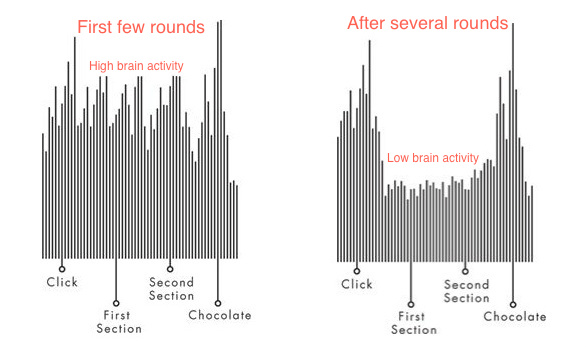 First few rounds
High brain activity
Click
First
Section
Second
Section
Chocolate
After several rounds
Low brain activity
Click
First
Section
Second
Section
Chocolate